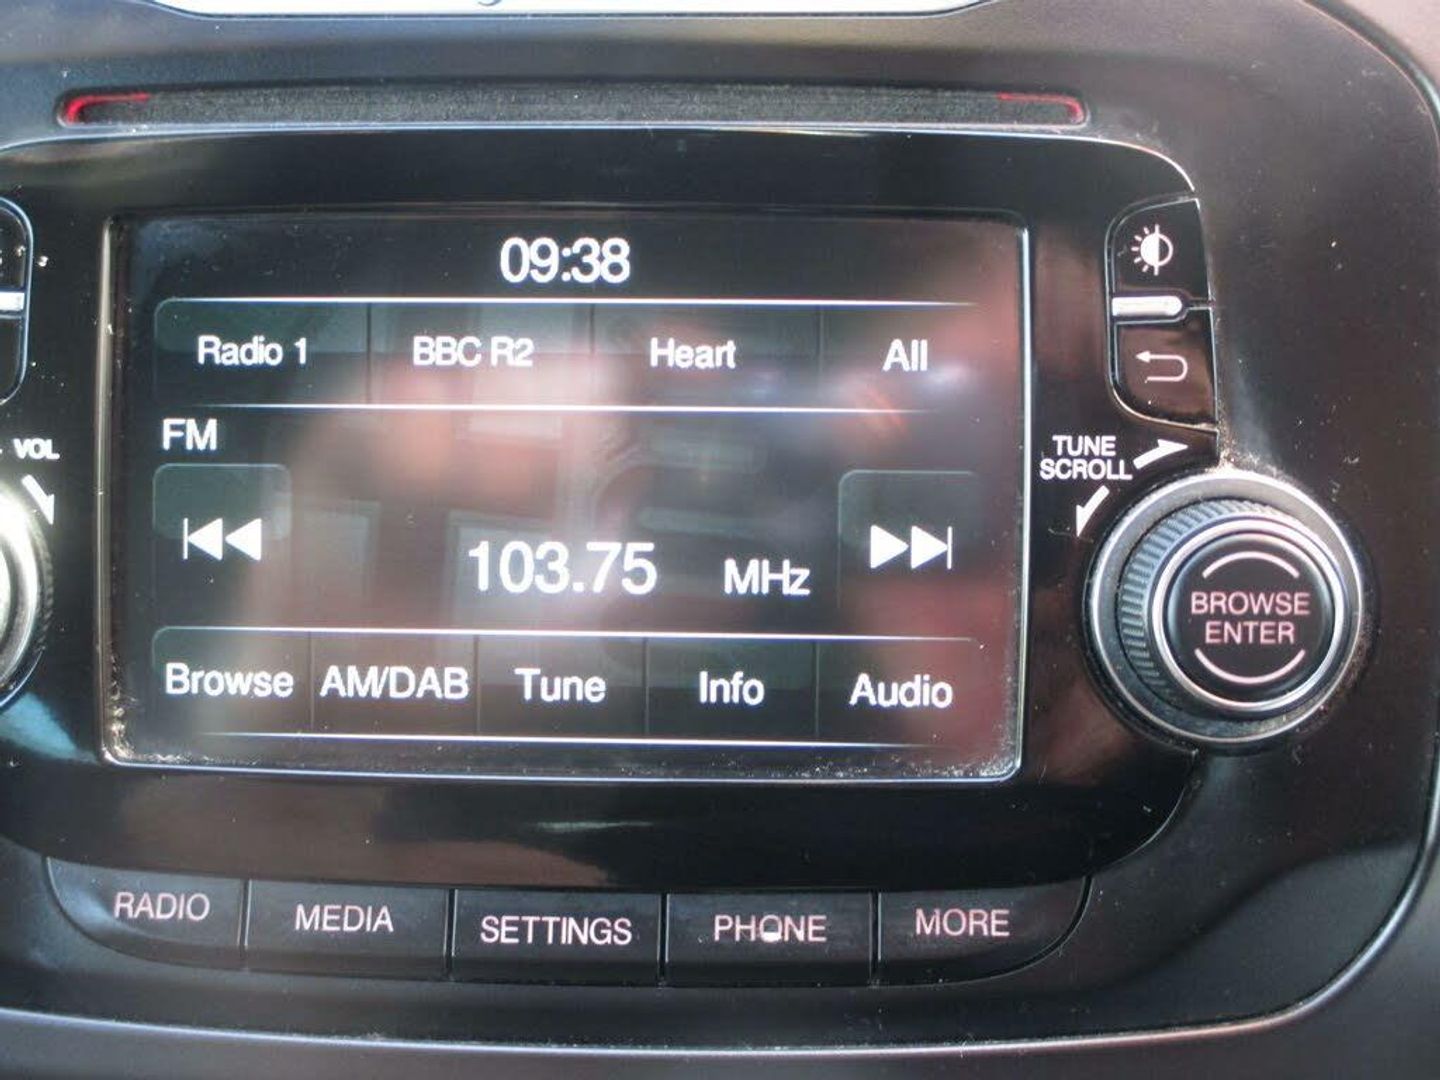 09:38
Radio 1 BBC R2 Heart All
FM
VOL
TUNE
SCROLL
103.75 MHz
BROWSE
ENTER
Browse AM/DAB Tune Info Audio
RADIO MEDIA SETTINGS PHONE MORE